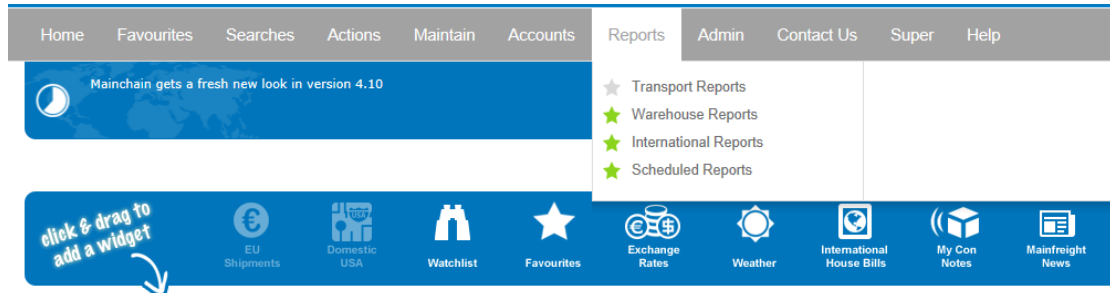 Home Favourites Searches Actions Maintain Accounts Reports Admin Contact Us Super Help
Mainchain gets a fresh new look in version 4.10
Transport Reports
Warehouse Reports
International Reports
Scheduled Reports
click & drag to
add a widget
€
EU
Shipments
USA
Domestic
USA
Watchlist
Favourites
€ $
Exchange
Rates
Weather
International
House Bills
My Con
Notes
Mainfreight
News